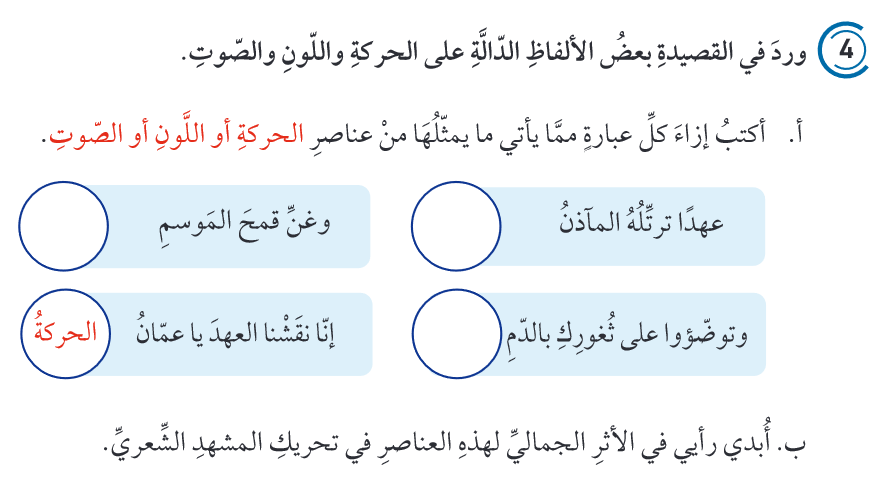 4 وردَ في القصيدةِ بعضُ الألفاظِ الدّالَّةِ على الحركةِ واللّونِ والصّوتِ.
أ. أكتبُ إزاءَ كلِّ عبارةٍ ممَّا يأتي ما يمثّلُهَا منْ عناصرِ الحركةِ أو اللَّونِ أو الصّوتِ.
عهدًا ترتِّلُهُ المآذنُ
وغنِّ قمحَ المَوسمِ
وتوضّؤوا على ثُغورِكِ بالدّمِ
إنّا نقَشْنا العهدَ يا عمّانُ
الحركةُ
ب. أُبدي رأيي في الأثرِ الجماليِّ لهذهِ العناصرِ في تحريكِ المشهدِ الشِّعريِّ.